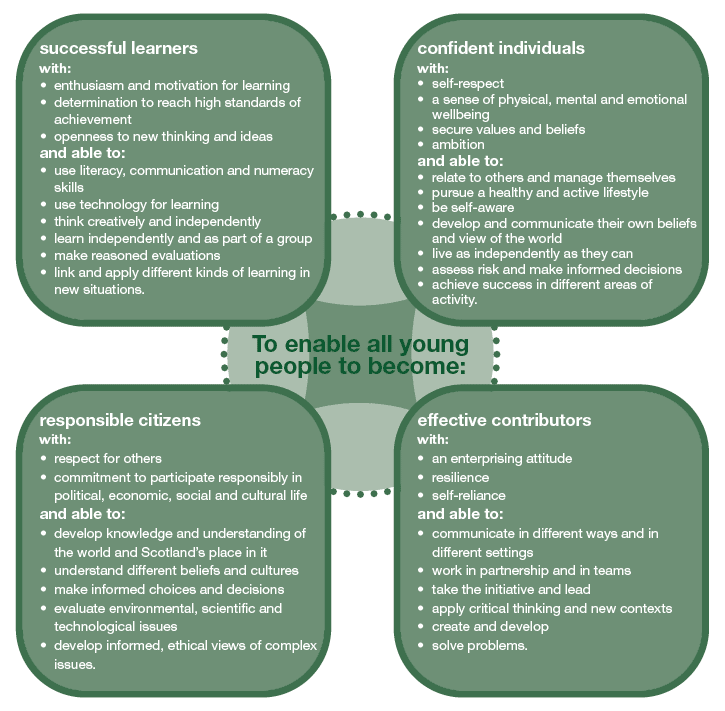 successful learners
with:
• enthusiasm and motivation for learning
• determination to reach high standards of
achievement
• openness to new thinking and ideas
and able to:
• use literacy, communication and numeracy
skills
• use technology for learning
• think creatively and independently
• learn independently and as part of a group
• make reasoned evaluations
• link and apply different kinds of learning in
new situations.
confident individuals
with:
• self-respect
• a sense of physical, mental and emotional
wellbeing
• secure values and beliefs
• ambition
and able to:
• relate to others and manage themselves
• pursue a healthy and active lifestyle
• be self-aware
• develop and communicate their own beliefs
and view of the world
• live as independently as they can
• assess risk and make informed decisions
• achieve success in different areas of
activity.
To enable all young
people to become:
responsible citizens
with:
• respect for others
• commitment to participate responsibly in
political, economic, social and cultural life
and able to:
• develop knowledge and understanding of
the world and Scotland's place in it
• understand different beliefs and cultures
• make informed choices and decisions
• evaluate environmental, scientific and
technological issues
• develop informed, ethical views of complex
issues.
effective contributors
with:
• an enterprising attitude
• resilience
• self-reliance
and able to:
• communicate in different ways and in
different settings
• work in partnership and in teams
• take the initiative and lead
• apply critical thinking and new contexts
• create and develop
• solve problems.